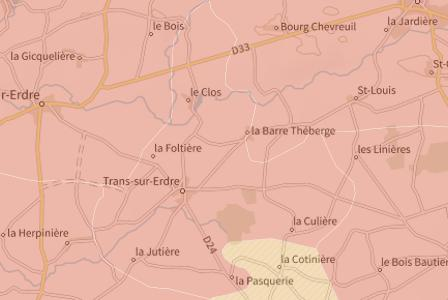 le Bois
Bourg Chevreuil
la Jardière
D33
la Gicquelière
St-
r-Erdre
le Clos
St-Louis
la Barre Théberge
la Foltière
les Linières
Trans-sur-Erdre
la Herpinière
la Culière
D24
la Jutière
la Cotinière
le Bois Bautier
la Pasquerie